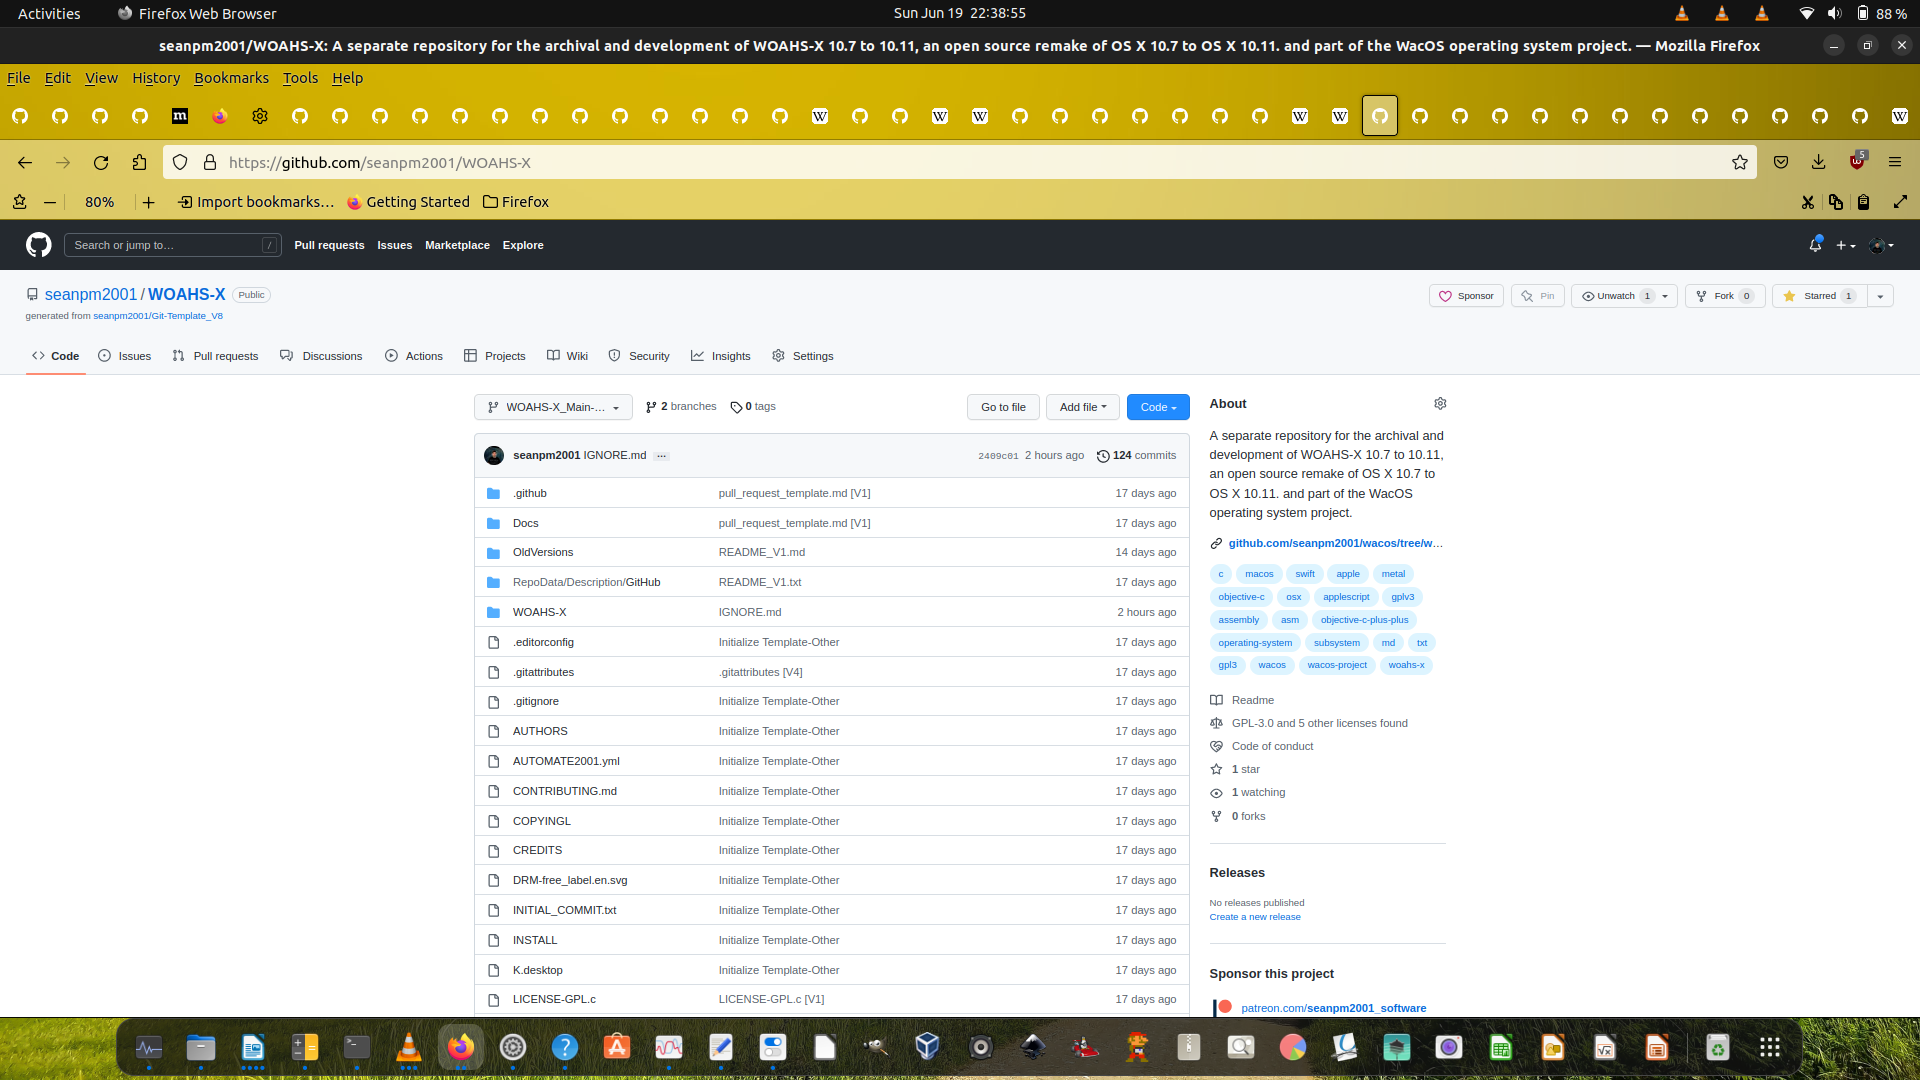 Activities
Firefox Web Browser
Sun Jun 19 22:38:55
88 %
seanpm2001/WOAHS-X: A separate repository for the archival and development of WOAHS-X 10.7 to 10.11, an open source remake of OS X 10.7 to OS X 10.11. and part of the WacOS operating system project. — Mozilla Firefox
File Edit View History Bookmarks Tools Help
https://github.com/seanpm2001/WOAHS-X
5
80%
Import bookmarks…
Getting Started
Firefox
Search or jump to…
/
Pull requests
Issues
Marketplace
Explore
seanpm2001 / WOAHS-X
Public
Sponsor
Pin
Unwatch 1
Fork 0
Starred 1
generated from seanpm2001/Git-Template_V8
Code
Issues
Pull requests
Discussions
Actions
Projects
Wiki
Security
Insights
Settings
WOAHS-X_Main-…
2 branches
0 tags
Go to file
Add file
Code
seanpm2001 IGNORE.md
2409c01 2 hours ago
124 commits
.github pull_request_template.md [V1] 17 days ago
Docs pull_request_template.md [V1] 17 days ago
OldVersions README_V1.md 14 days ago
RepoData/Description/GitHub README_V1.txt 17 days ago
WOAHS-X IGNORE.md 2 hours ago
.editorconfig Initialize Template-Other 17 days ago
.gitattributes .gitattributes [V4] 17 days ago
.gitignore Initialize Template-Other 17 days ago
AUTHORS Initialize Template-Other 17 days ago
AUTOMATE2001.yml Initialize Template-Other 17 days ago
CONTRIBUTING.md Initialize Template-Other 17 days ago
COPYINGL Initialize Template-Other 17 days ago
CREDITS Initialize Template-Other 17 days ago
DRM-free_label.en.svg Initialize Template-Other 17 days ago
INITIAL_COMMIT.txt Initialize Template-Other 17 days ago
INSTALL Initialize Template-Other 17 days ago
K.desktop Initialize Template-Other 17 days ago
LICENSE-GPL.c LICENSE-GPL.c [V1] 17 days ago
About
A separate repository for the archival and
development of WOAHS-X 10.7 to 10.11,
an open source remake of OS X 10.7 to
OS X 10.11. and part of the WacOS
operating system project.
github.com/seanpm2001/wacos/tree/w…
c macos swift apple metal
objective-c osx applescript gplv3
assembly asm objective-c-plus-plus
operating-system subsystem md txt
gpl3 wacos wacos-project woahs-x
Readme
GPL-3.0 and 5 other licenses found
Code of conduct
1 star
1 watching
0 forks
Releases
No releases published
Create a new release
Sponsor this project
patreon.com/seanpm2001_software